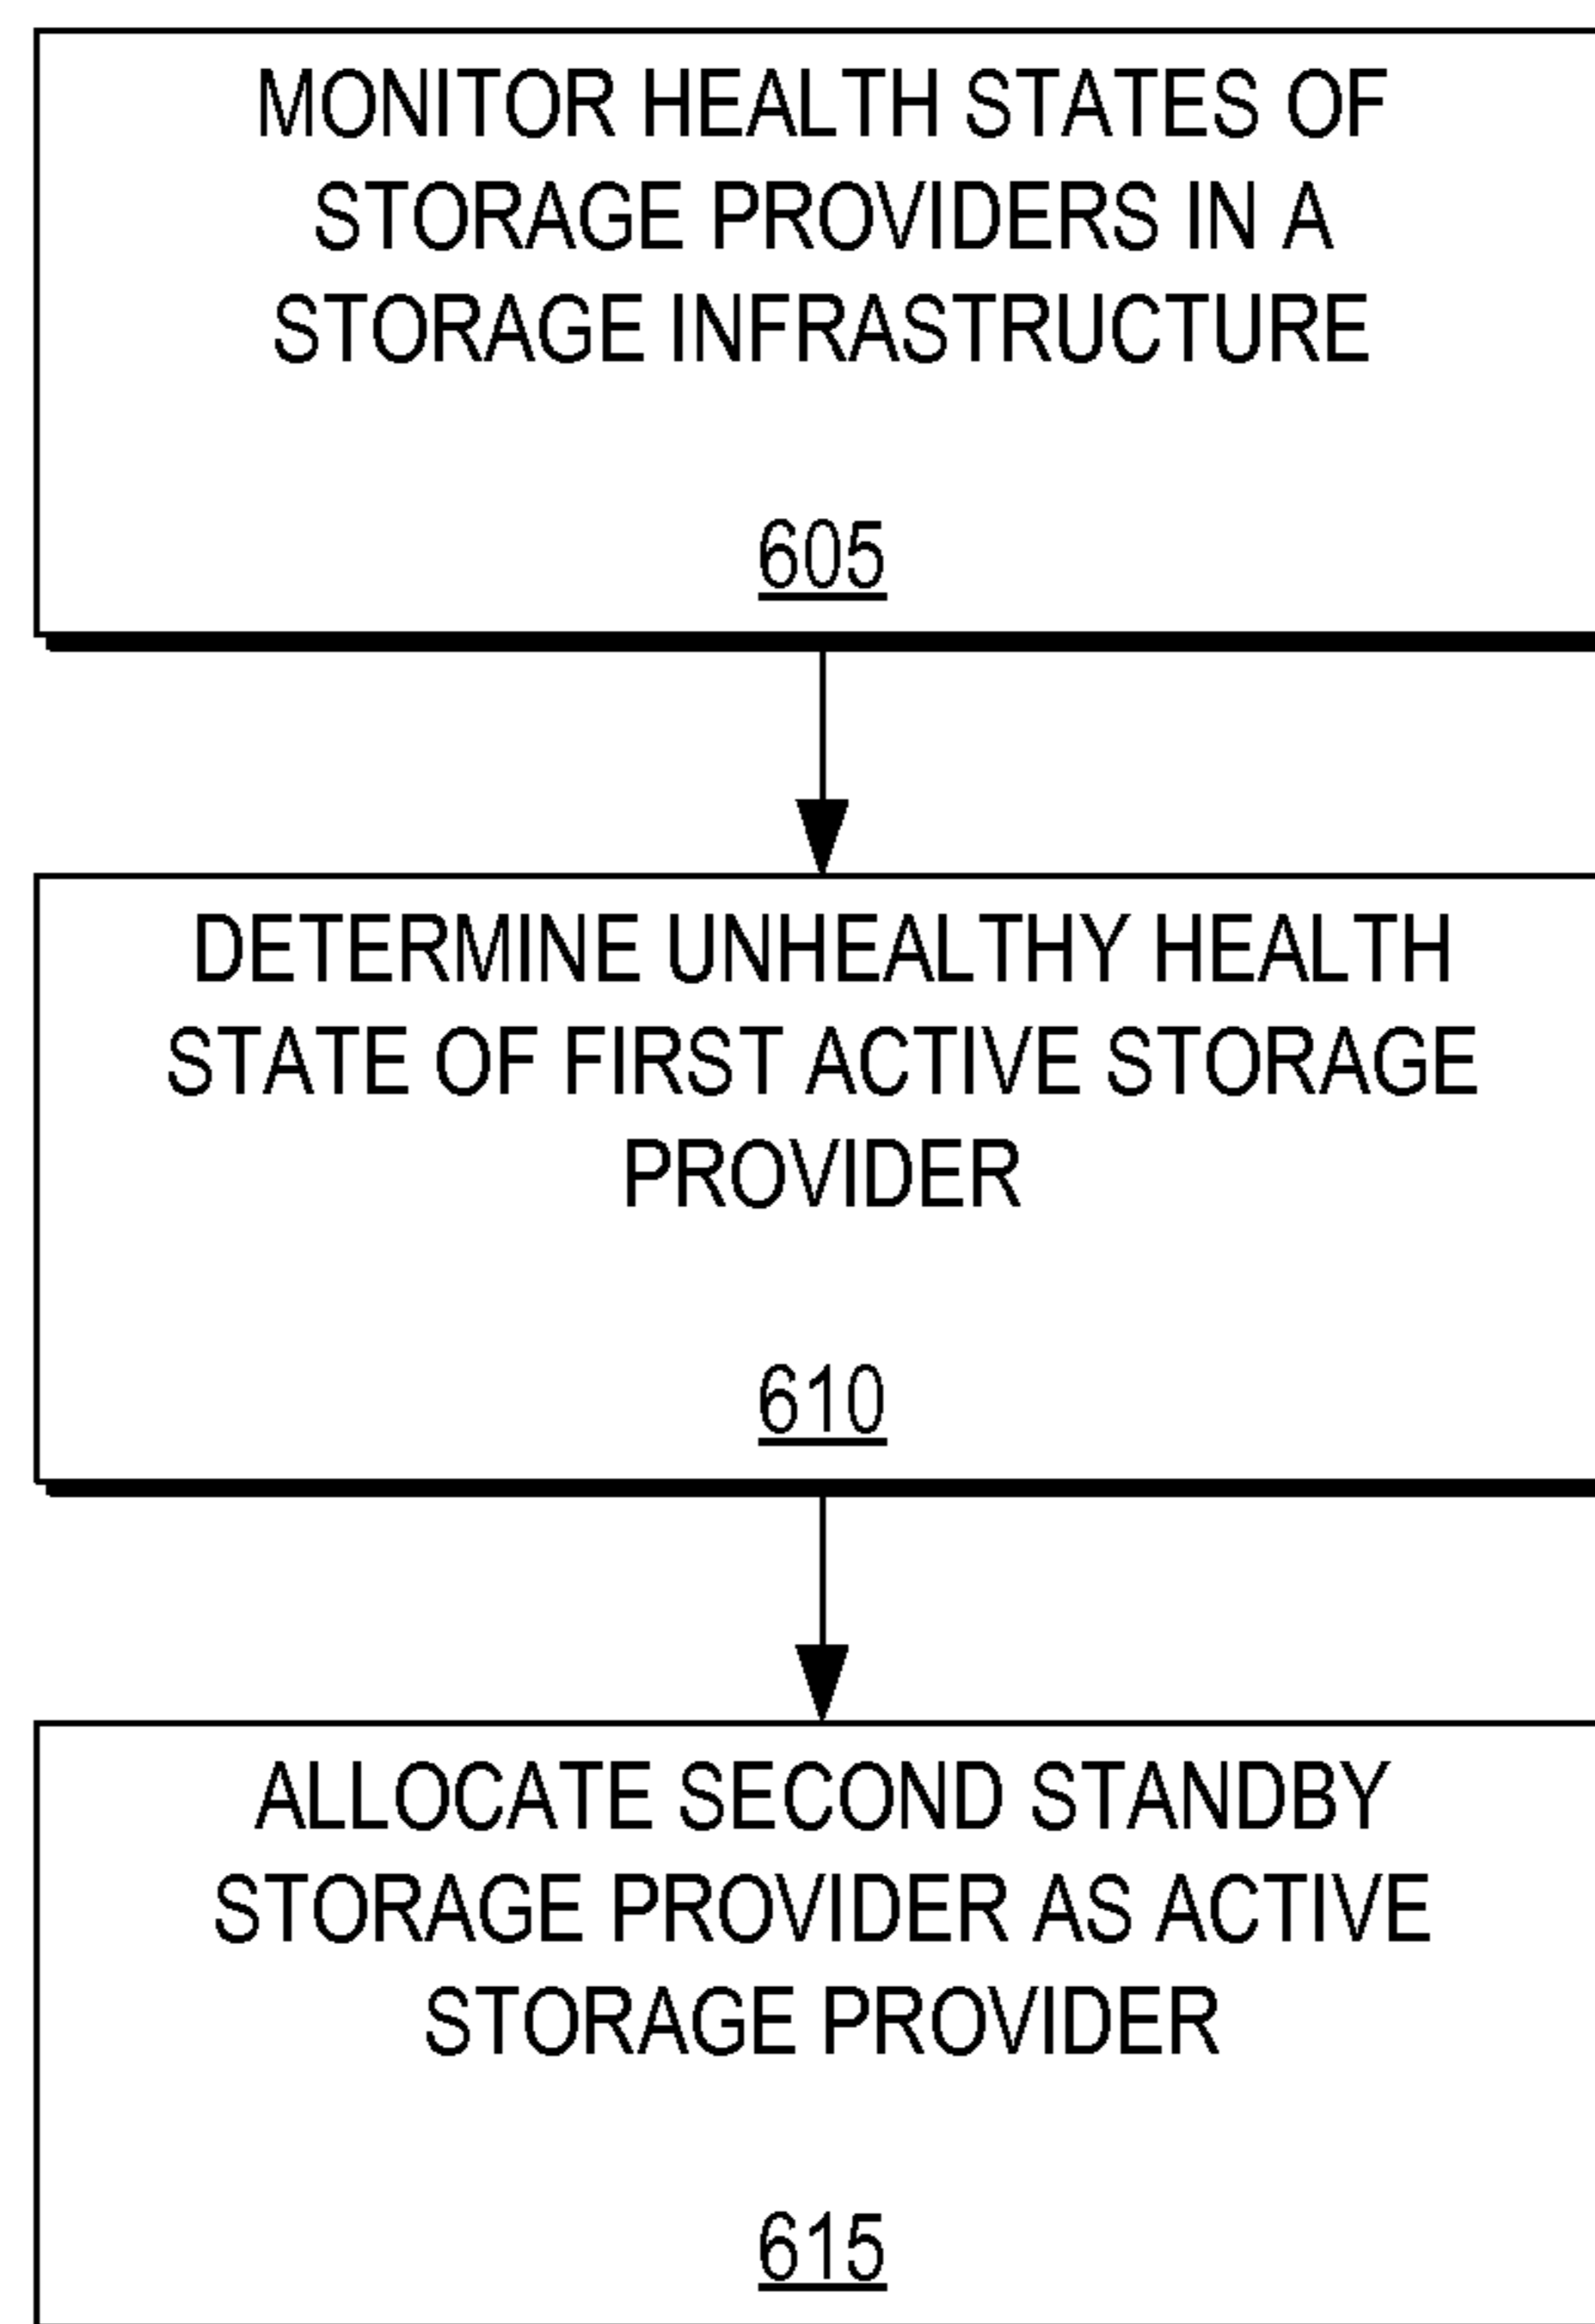 MONITOR HEALTH STATES OF
STORAGE PROVIDERS IN A
STORAGE INFRASTRUCTURE
605
DETERMINE UNHEALTHY HEALTH
STATE OF FIRST ACTIVE STORAGE
PROVIDER
610
ALLOCATE SECOND STANDBY
STORAGE PROVIDER AS ACTIVE
STORAGE PROVIDER
615